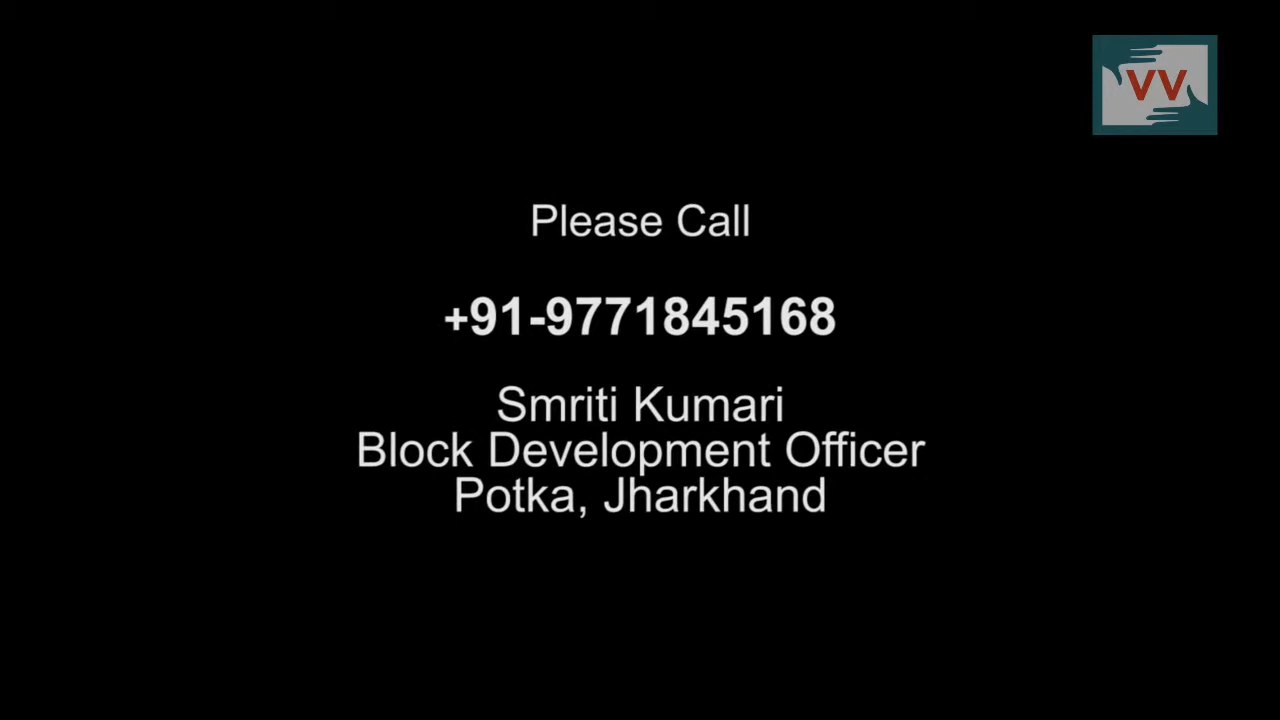 VV
Please Call
+91-9771845168
Smriti Kumari
Block Development Officer
Potka, Jharkhand